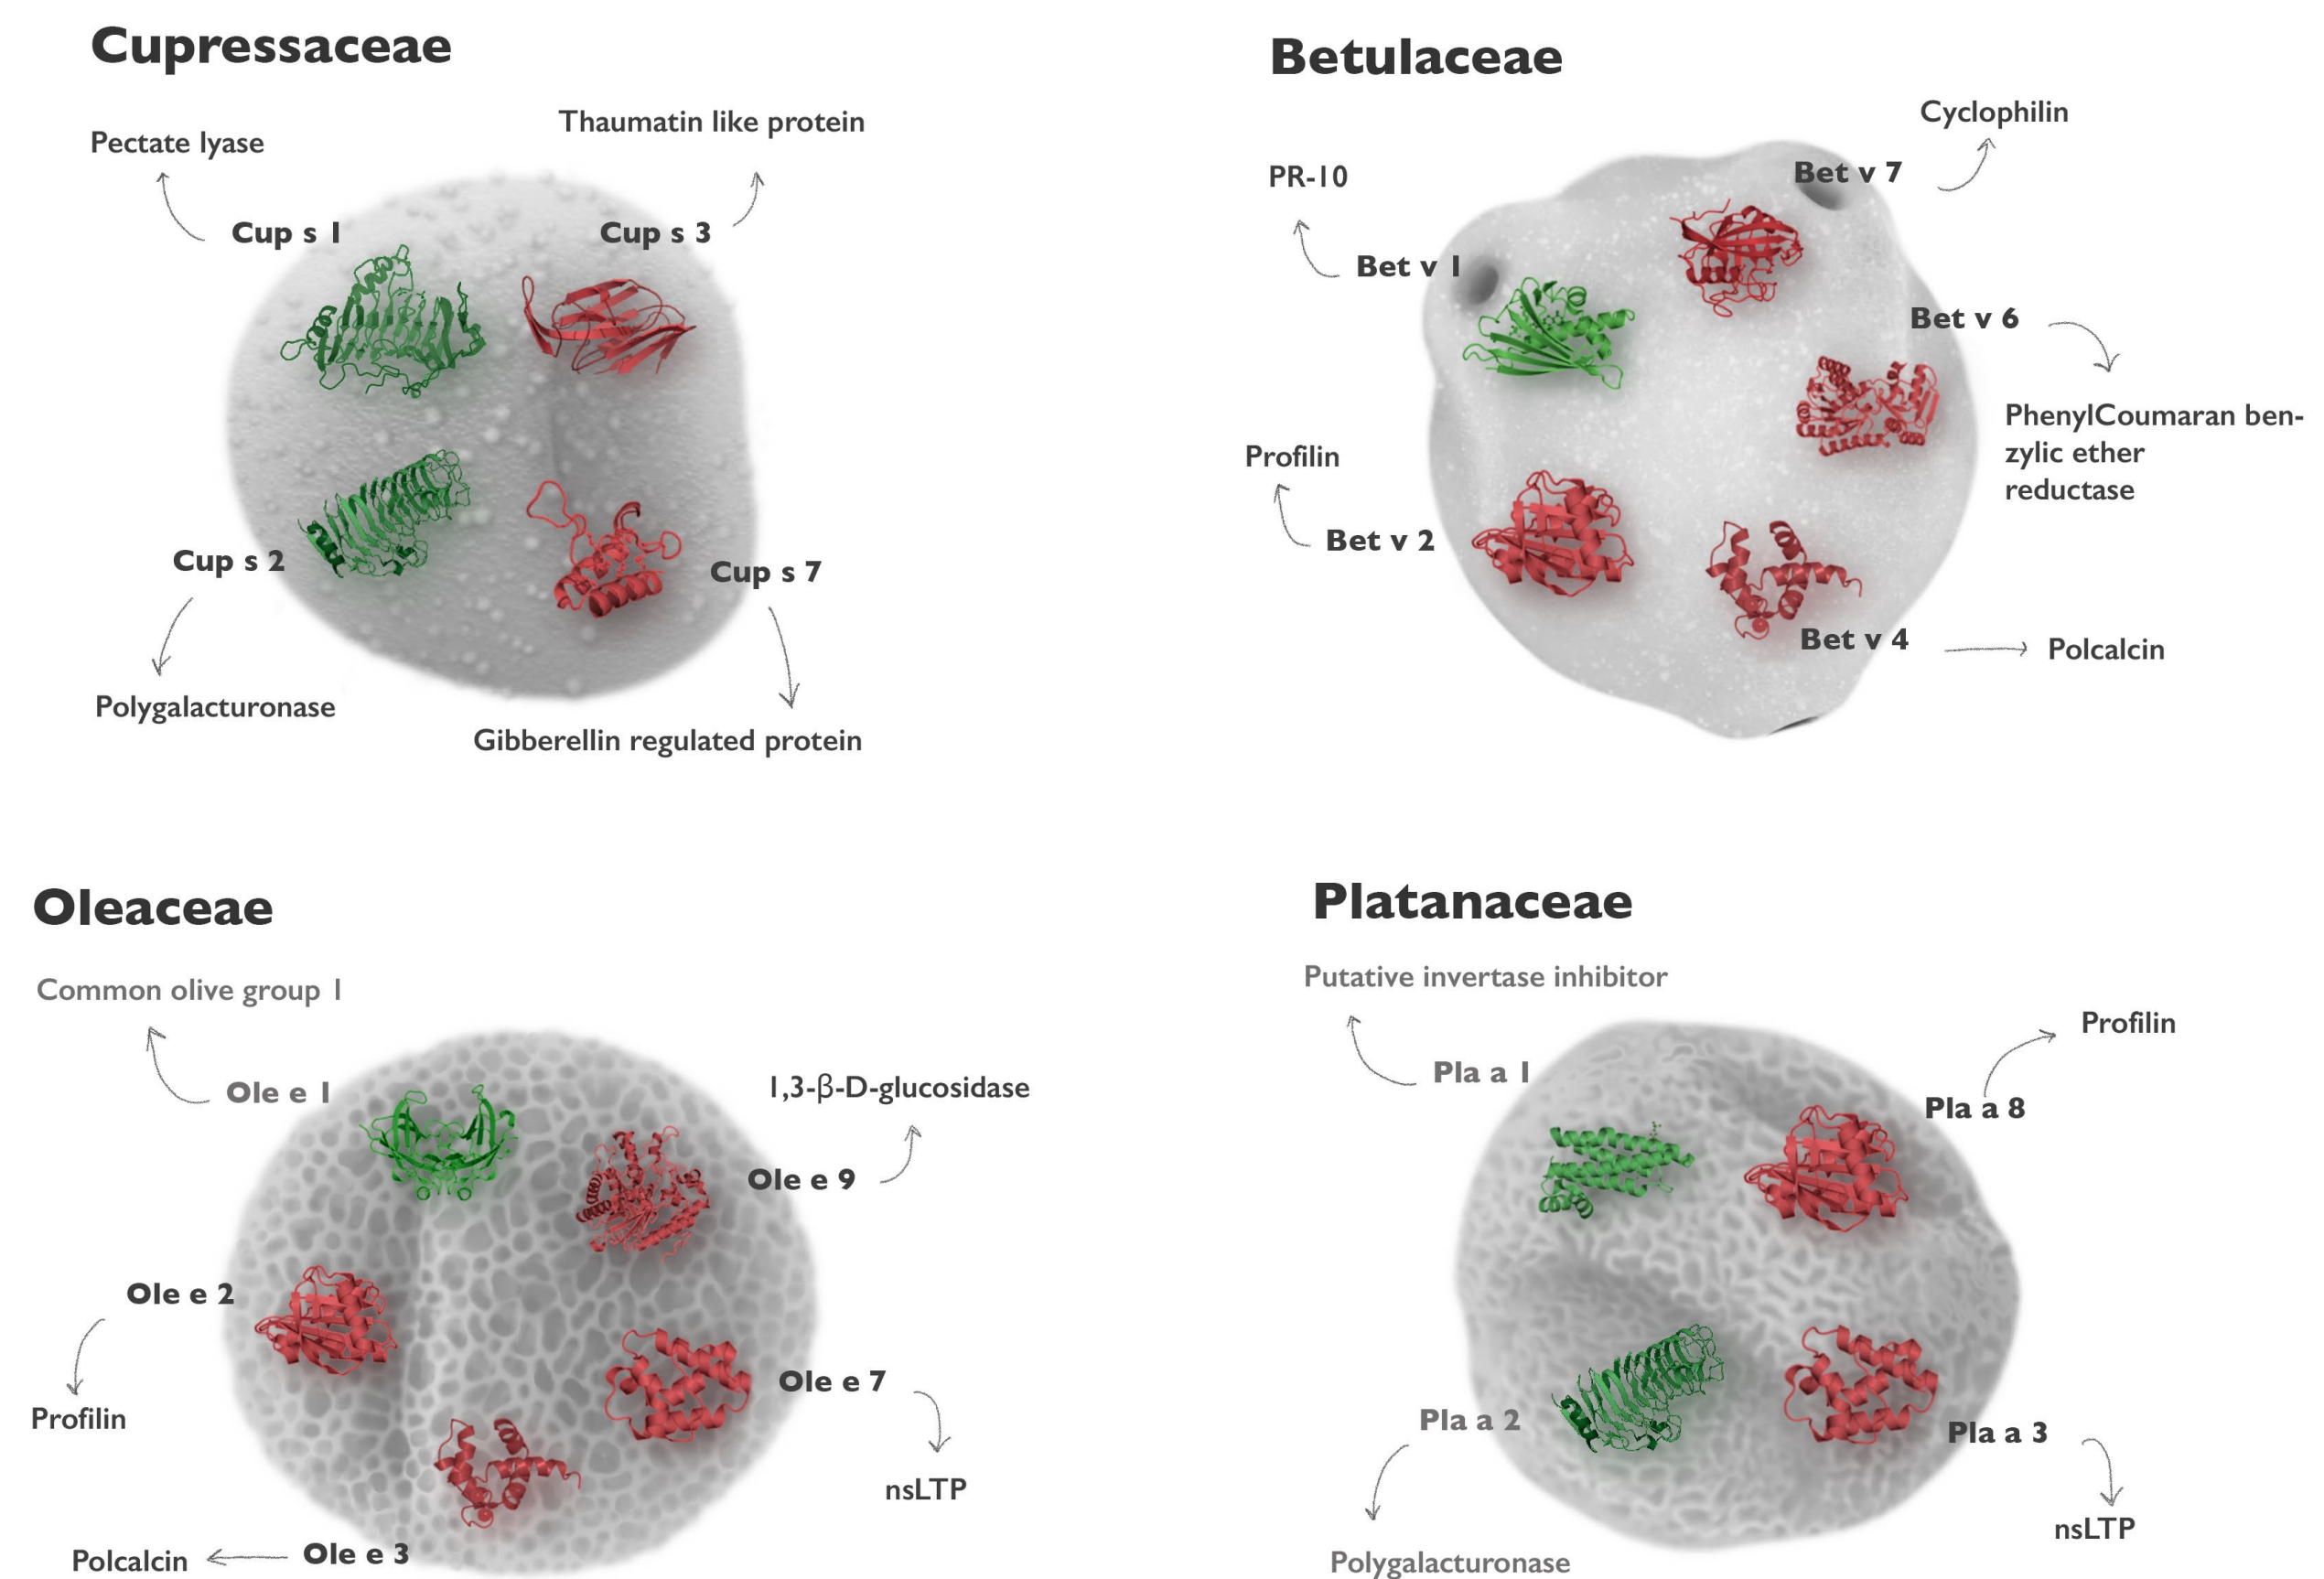 Cupressaceae
Pectate lyase
Thaumatin like protein
Cup s 1
Cup s 3
Cup s 2
Cup s 7
Polygalacturonase
Gibberellin regulated protein
Betulaceae
Cyclophilin
PR-10
Bet v 7
Bet v 1
Bet v 6
PhenylCoumaran ben-
zylic ether
reductase
Profilin
Bet v 2
Bet v 4
Polcalcin
Oleaceae
Common olive group 1
Ole e 1
1,3-β-D-glucosidase
Ole e 9
Ole e 2
Ole e 7
Profilin
nsLTP
Polcalcin
Ole e 3
Platanaceae
Putative invertase inhibitor
Profilin
Pla a 1
Pla a 8
Pla a 2
Pla a 3
nsLTP
Polygalacturonase